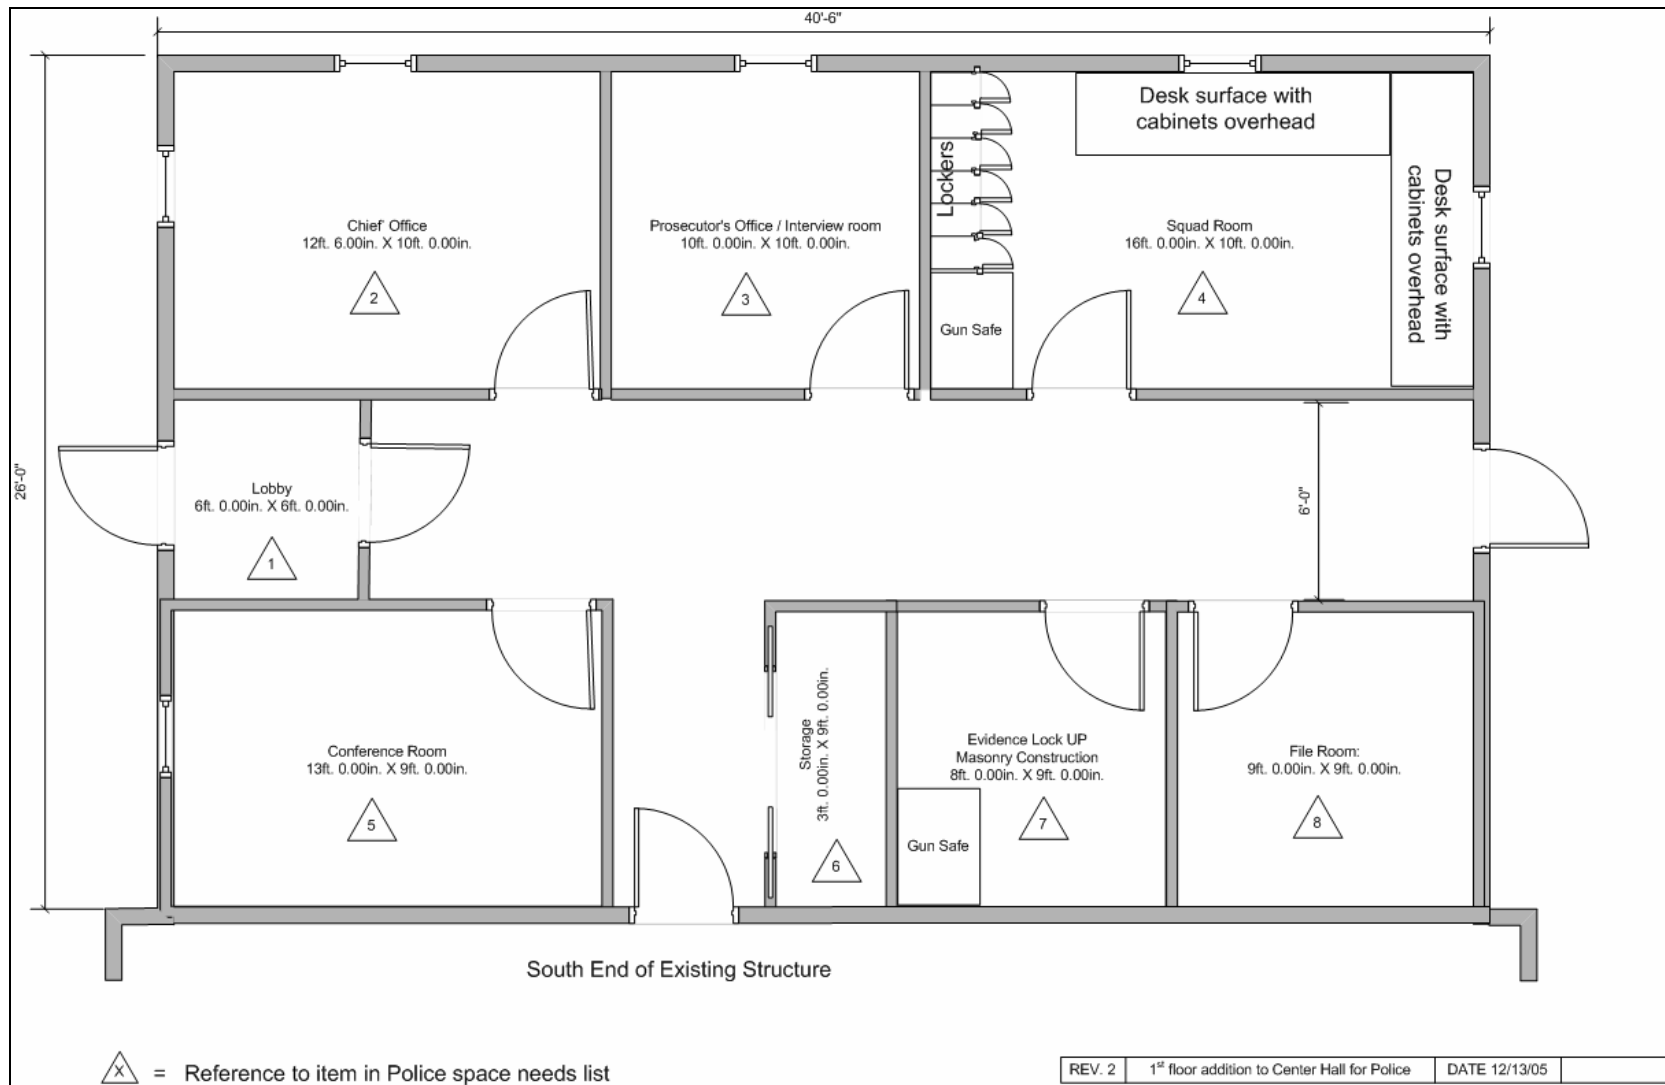 40'-6"
26'-0"
Desk surface with
cabinets overhead
Desk surface with
cabinets overhead
Lockers
Chief' Office
12ft. 6.00in. X 10ft. 0.00in.
2
Prosecutor's Office / Interview room
10ft. 0.00in. X 10ft. 0.00in.
3
Squad Room
16ft. 0.00in. X 10ft. 0.00in.
4
Gun Safe
Lobby
6ft. 0.00in. X 6ft. 0.00in.
1
6'-0"
Conference Room
13ft. 0.00in. X 9ft. 0.00in.
5
Storage
3ft. 0.00in. X 9ft. 0.00in.
6
Evidence Lock UP
Masonry Construction
8ft. 0.00in. X 9ft. 0.00in.
7
Gun Safe
File Room:
9ft. 0.00in. X 9ft. 0.00in.
8
South End of Existing Structure
X = Reference to item in Police space needs list
REV. 2 1st floor addition to Center Hall for Police DATE 12/13/05